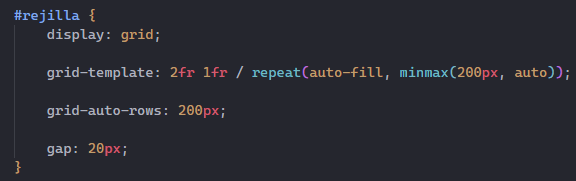 #rejilla {
display: grid;
grid-template: 2fr 1fr / repeat(auto-fill, minmax(200px, auto));
grid-auto-rows: 200px;
gap: 20px;
}